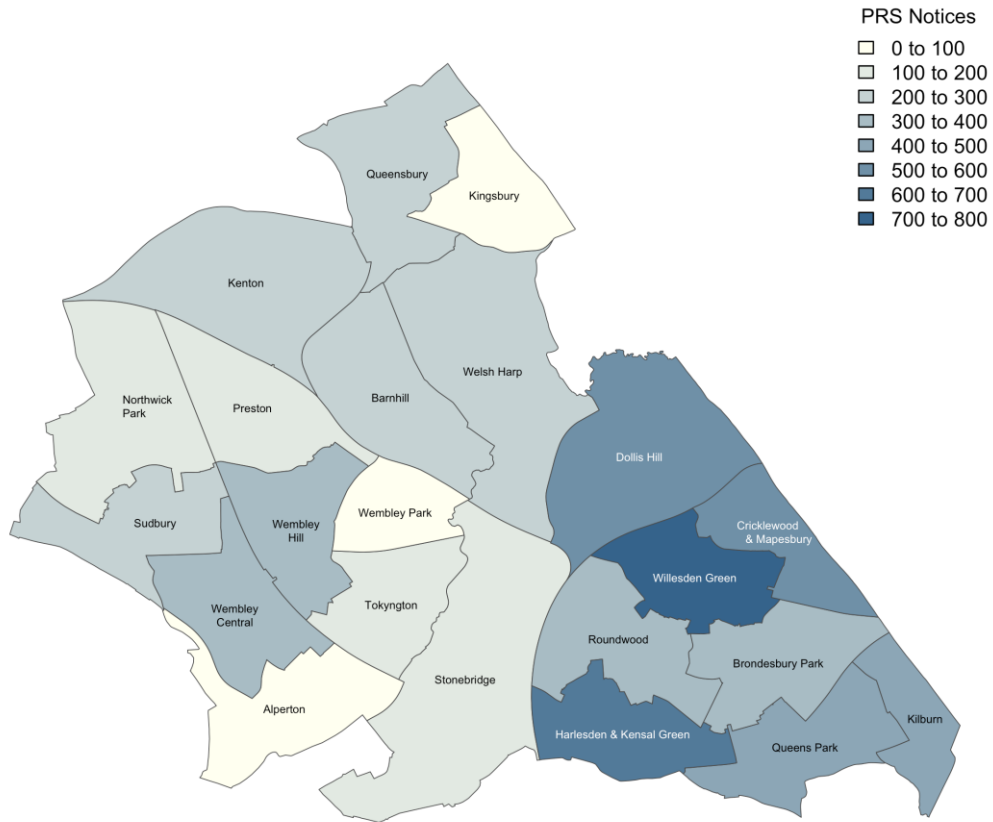 PRS Notices
0 to 100
100 to 200
200 to 300
300 to 400
400 to 500
500 to 600
600 to 700
700 to 800
Queensbury
Kingsbury
Kenton
Welsh Harp
Barnhill
Northwick
Park
Preston
Dollis Hill
Wembley Park
Sudbury
Wembley
Hill
Cricklewood
& Mapesbury
Willesden Green
Tokyngton
Wembley
Central
Roundwood
Brondesbury Park
Stonebridge
Alperton
Kilburn
Harlesden & Kensal Green
Queens Park